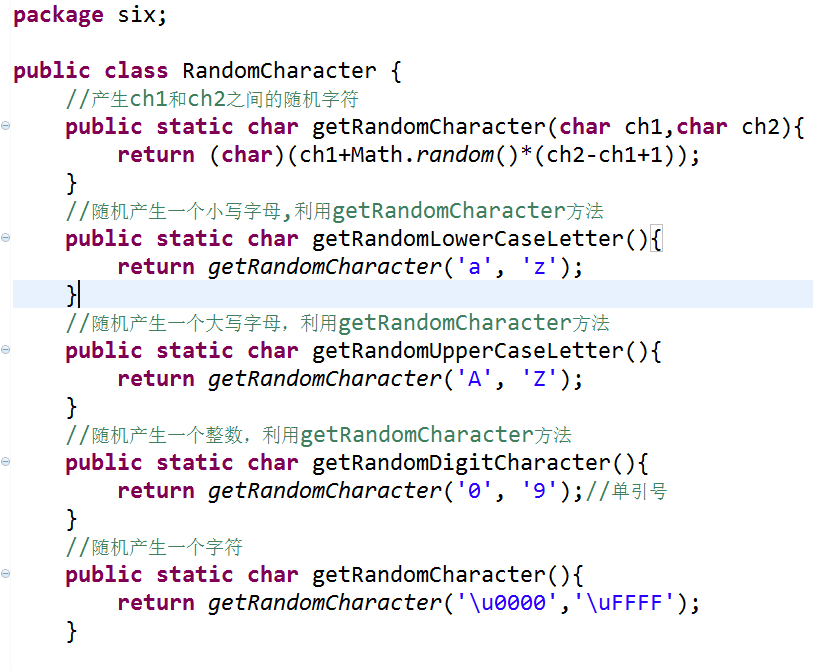 package six;
public class RandomCharacter {
//产生ch1和ch2之间的随机字符
public static char getRandomCharacter(char ch1,char ch2){
return (char)(ch1+Math.random()*(ch2-ch1+1));
}
//随机产生一个小写字母,利用getRandomCharacter方法
public static char getRandomLowerCaseLetter(){
return getRandomCharacter('a', 'z');
}
//随机产生一个大写字母，利用getRandomCharacter方法
public static char getRandomUpperCaseLetter(){
return getRandomCharacter('A', 'Z');
}
//随机产生一个整数，利用getRandomCharacter方法
public static char getRandomDigitCharacter(){
return getRandomCharacter('0', '9');//单引号
}
//随机产生一个字符
public static char getRandomCharacter(){
return getRandomCharacter('\u0000','\uFFFF');
}